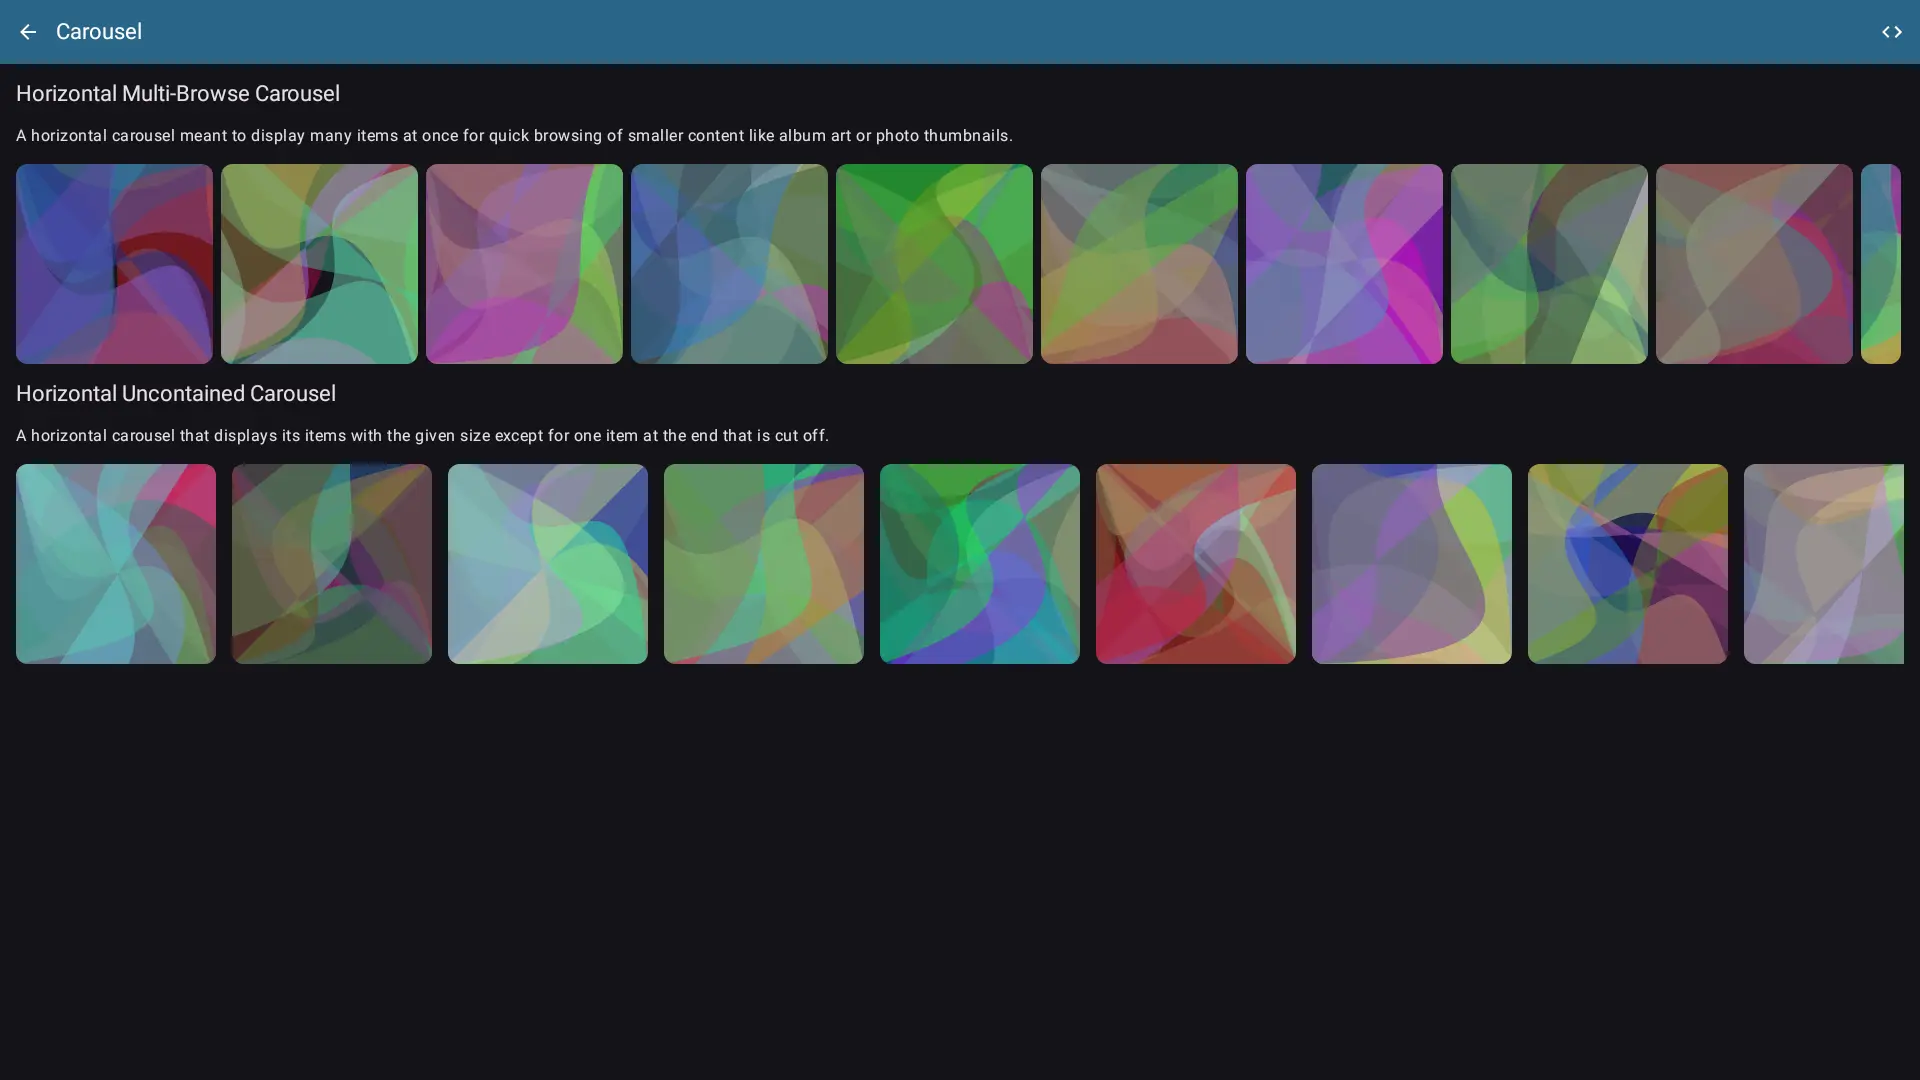 Carousel
Horizontal Multi-Browse Carousel
A horizontal carousel meant to display many items at once for quick browsing of smaller content like album art or photo thumbnails.
Horizontal Uncontained Carousel
A horizontal carousel that displays its items with the given size except for one item at the end that is cut off.